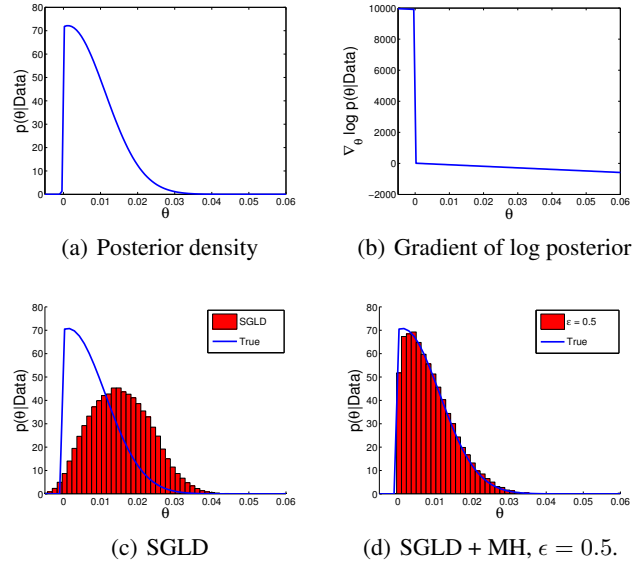 80
70
60
50
40
30
20
10
0
p(θ|Data)
0 0.01 0.02 0.03 0.04 0.05 0.06
θ
(a) Posterior density
10000
8000
6000
4000
2000
0
−2000
∇θ log p(θ|Data)
0 0.01 0.02 0.03 0.04 0.05 0.06
θ
(b) Gradient of log posterior
80
70
60
50
40
30
20
10
0
p(θ|Data)
SGLD
True
0 0.01 0.02 0.03 0.04 0.05 0.06
θ
(c) SGLD
80
70
60
50
40
30
20
10
0
p(θ|Data)
ε = 0.5
True
0 0.01 0.02 0.03 0.04 0.05 0.06
θ
(d) SGLD + MH, ϵ = 0.5.